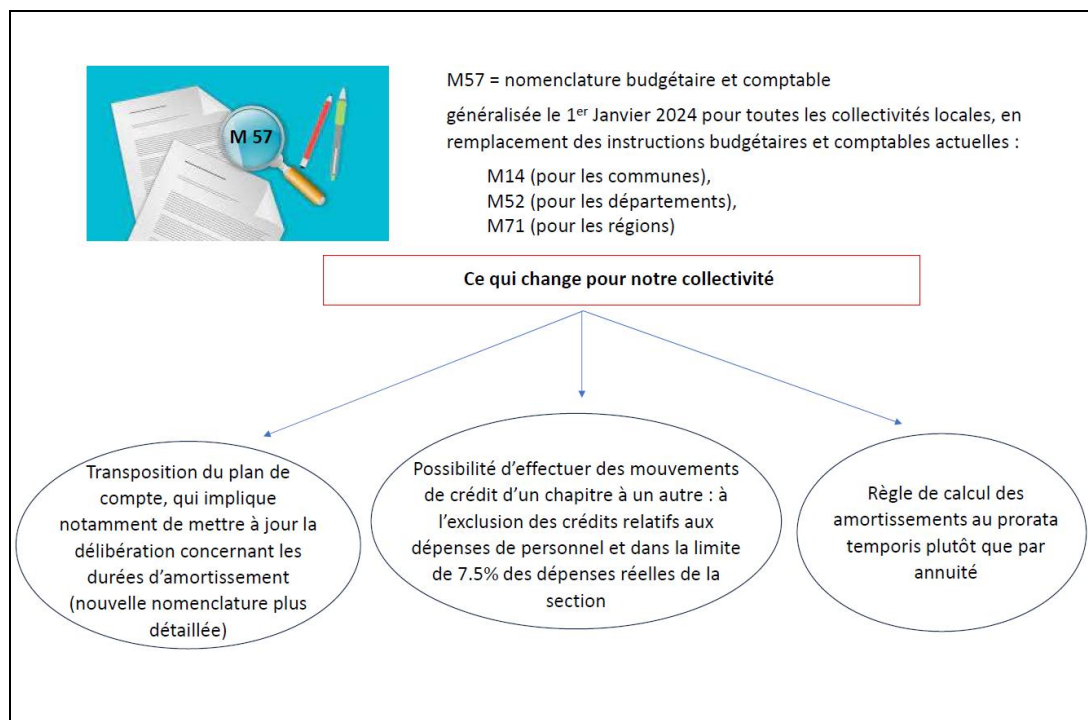 M 57
M57 = nomenclature budgétaire et comptable
généralisée le 1er Janvier 2024 pour toutes les collectivités locales, en
remplacement des instructions budgétaires et comptables actuelles :
M14 (pour les communes),
M52 (pour les départements),
M71 (pour les régions)
Ce qui change pour notre collectivité
Transposition du plan de
compte, qui implique
notamment de mettre à jour la
délibération concernant les
durées d’amortissement
(nouvelle nomenclature plus
détaillée)
Possibilité d’effectuer des mouvements
de crédit d’un chapitre à un autre : à
l’exclusion des crédits relatifs aux
dépenses de personnel et dans la limite
de 7.5% des dépenses réelles de la
section
Règle de calcul des
amortissements au prorata
temporis plutôt que par
annuité